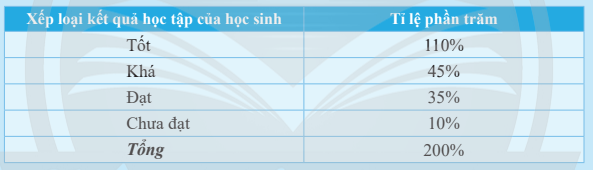 Xếp loại kết quả học tập của học sinh Tỉ lệ phần trăm
Tốt 110%
Khá 45%
Đạt 35%
Chưa đạt 10%
Tổng 200%